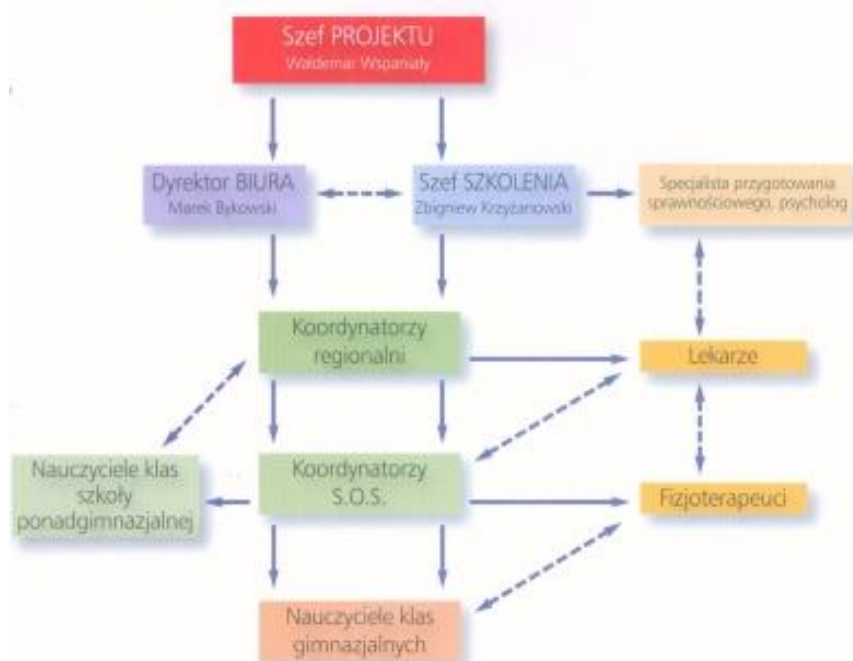 Szef PROJEKTU
Waldemar Wspaniały
Dyrektor BIURA
Marek Bykowski
Szef SZKOLENIA
Zbigniew Krzyżanowski
Specjalista przygotowania
sprawnościowego, psycholog
Koordynatorzy
regionalni
Lekarze
Nauczyciele klas
szkoły
ponadgimnazjalnej
Koordynatorzy
S.O.S.
Fizjoterapeuci
Nauczyciele klas
gimnazjalnych